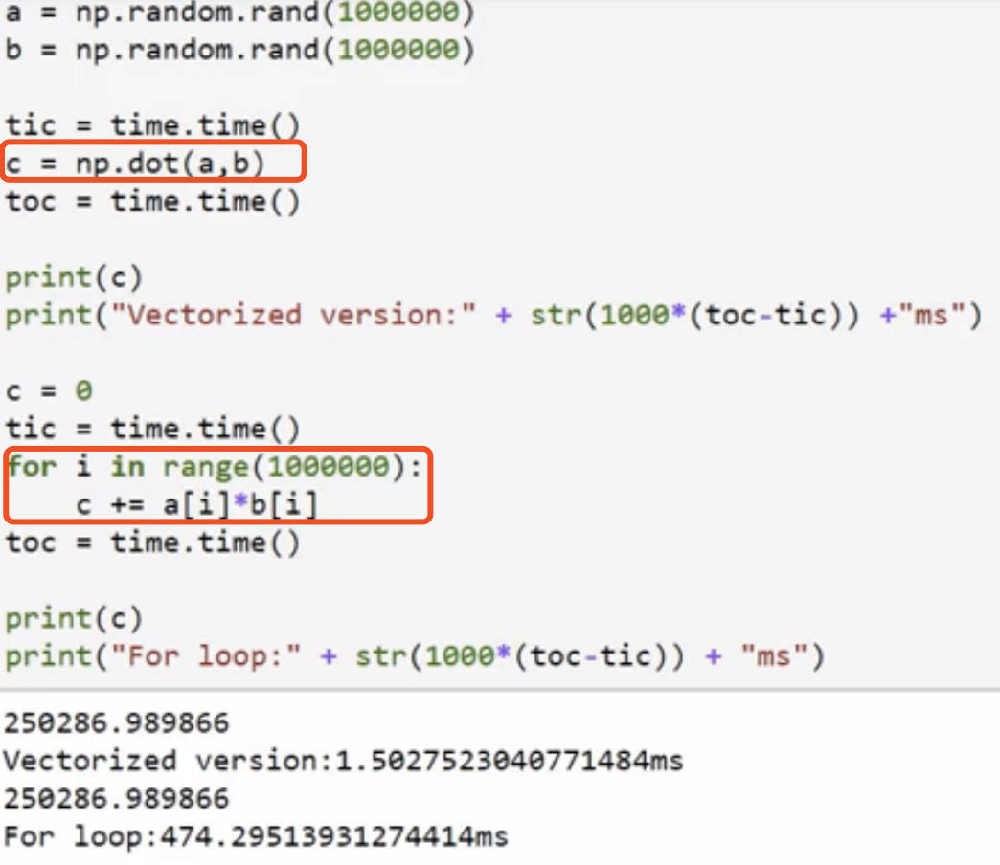 a = np.random.rand(1000000)
b = np.random.rand(1000000)
tic = time.time()
c = np.dot(a,b)
toc = time.time()
print(c)
print("Vectorized version:" + str(1000*(toc-tic)) +"ms")
c = 0
tic = time.time()
for i in range(1000000):
    c += a[i]*b[i]
toc = time.time()
print(c)
print("For loop:" + str(1000*(toc-tic)) + "ms")
250286.989866
Vectorized version:1.5027523040771484ms
250286.989866
For loop:474.29513931274414ms